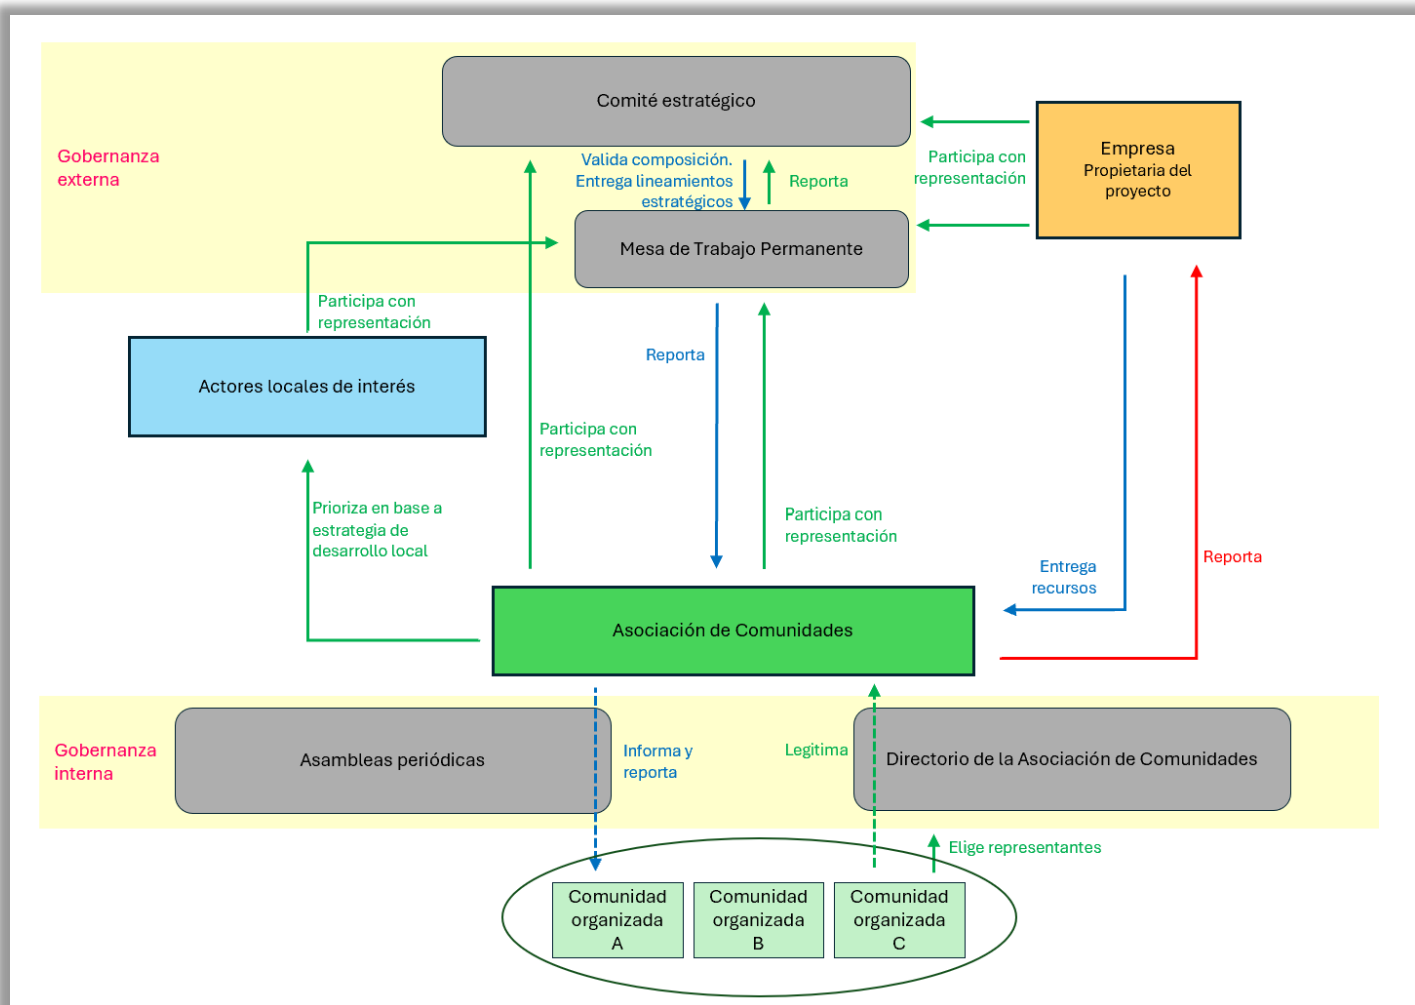 Comité estratégico
Gobernanza
externa
Valida composición.
Entrega lineamientos
estratégicos
Reporta
Participa con
representación
Empresa
Propietaria del
proyecto
Mesa de Trabajo Permanente
Participa con
representación
Reporta
Actores locales de interés
Participa con
representación
Prioriza en base a
estrategia de
desarrollo local
Participa con
representación
Entrega
recursos
Reporta
Asociación de Comunidades
Gobernanza
interna
Asambleas periódicas
Informa y
reporta
Legitima
Directorio de la Asociación de Comunidades
Elige representantes
Comunidad
organizada
A
Comunidad
organizada
B
Comunidad
organizada
C